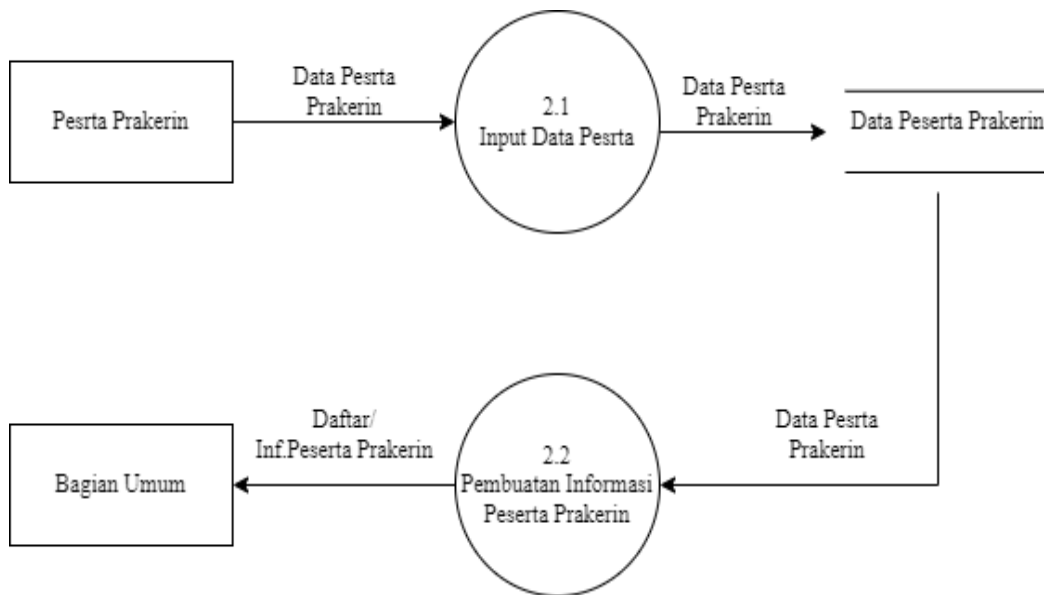 Pesrta Prakerin
Data Pesrta
Prakerin
2.1
Input Data Pesrta
Data Pesrta
Prakerin
Data Peserta Prakerin
Bagian Umum
Daftar/
Inf.Peserta Prakerin
2.2
Pembuatan Informasi
Peserta Prakerin
Data Pesrta
Prakerin